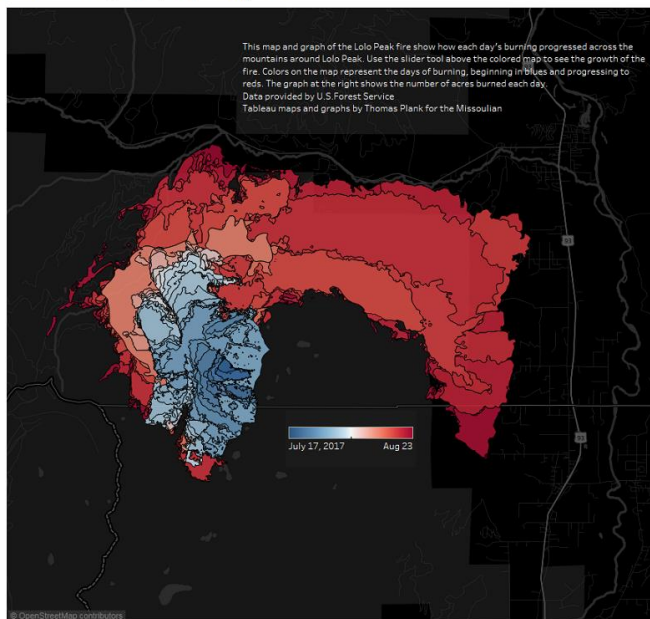 This map and graph of the Lolo Peak fire show how each day's burning progressed across the
mountains around Lolo Peak. Use the slider tool above the colored map to see the growth of the
fire. Colors on the map represent the days of burning, beginning in blues and progressing to
reds. The graph at the right shows the number of acres burned each day.
Data provided by U.S.Forest Service
Tableau maps and graphs by Thomas Plank for the Missoulian
93
July 17, 2017 Aug 23
93
© OpenStreetMap contributors